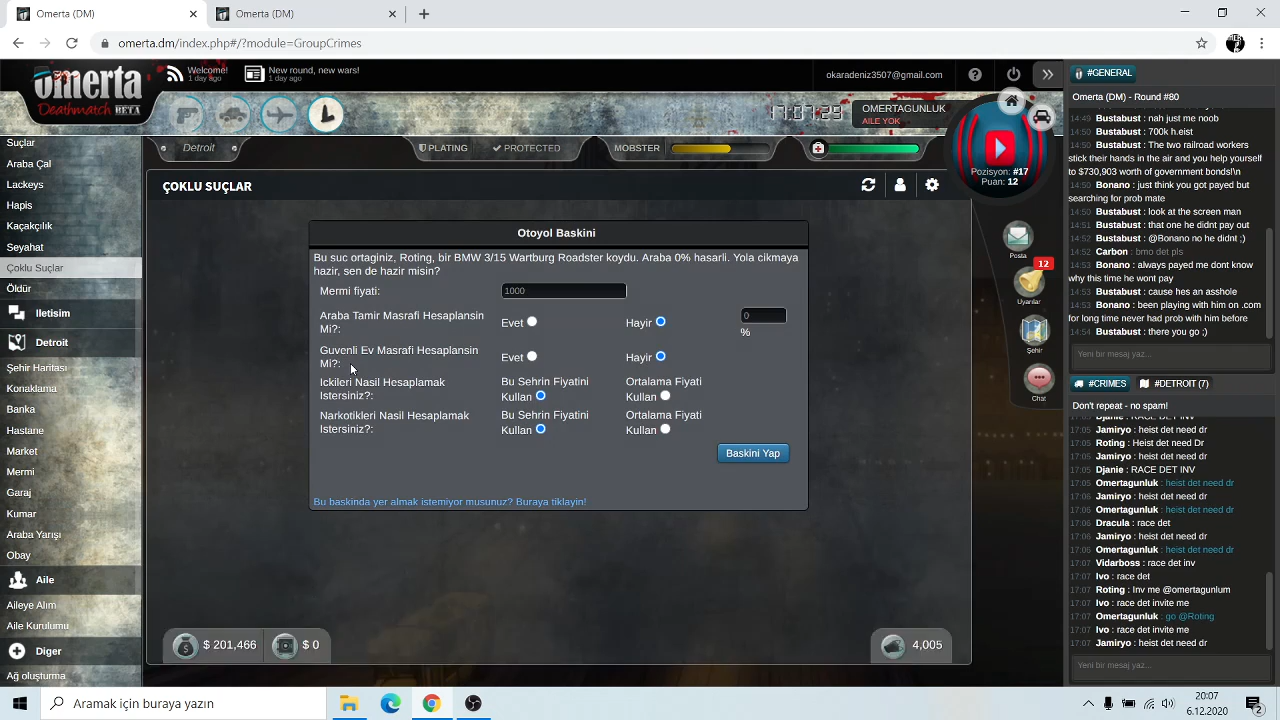 Omerta (DM)
Omerta (DM)
omerta.dm/index.php#/?module=GroupCrimes
omerta
Deathmatch BETA
Welcome!
1 day ago
New round, new wars!
1 day ago
okaradeniz3507@gmail.com
OMERTAGUNLUK
AILE YOK
Detroit
PLATING
PROTECTED
MOBSTER
Pozisyon: #17
Puan: 12
Suçlar
Araba Çal
Lackeys
Hapis
Kaçakçılık
Seyahat
Çoklu Suçlar
Öldür
Iletisim
Detroit
Şehir Haritası
Konaklama
Banka
Hastane
Market
Mermi
Garaj
Kumar
Araba Yarışı
Obay
Aile
Aileye Alım
Aile Kurulumu
Diger
Ağ oluşturma
ÇOKLU SUÇLAR
Otoyol Baskini
Bu suc ortaginiz, Roting, bir BMW 3/15 Wartburg Roadster koydu. Araba 0% hasarli. Yola cikmaya
hazir, sen de hazir misin?
Mermi fiyati:
1000
Araba Tamir Masrafi Hesaplansin
Mi?:
Evet
Hayir
0
%
Guvenli Ev Masrafi Hesaplansin
Mi?:
Evet
Hayir
Ickileri Nasil Hesaplamak
Istersiniz?:
Bu Sehrin Fiyatini
Kullan
Ortalama Fiyati
Kullan
Narkotikleri Nasil Hesaplamak
Istersiniz?:
Bu Sehrin Fiyatini
Kullan
Ortalama Fiyati
Kullan
Baskini Yap
Bu baskinda yer almak istemiyor musunuz? Buraya tiklayin!
$ 201,466
$ 0
4,005
Posta
12
Uyarılar
Şehir
Chat
#GENERAL
Omerta (DM) - Round #80
14:49 Bustabust : nah just me noob
14:50 Bustabust : 700k h.eist
14:50 Bustabust : The two railroad workers
stick their hands in the air and you help yourself
to $730,903 worth of government bonds!\n
14:50 Bonano : just think you got payed but
searching for prob mate
14:50 Bustabust : look at the screen man
14:50 Bustabust : that one he didnt pay out
14:52 Bustabust : @Bonano no he didnt ;)
14:52 Carbon : bmo det pls
14:53 Bonano : always payed me dont know
why this is happening
14:53 Bustabust : cause hes an asshole
14:53 Bonano : been playing with him on .com
for long time never had prob with him before
14:54 Bustabust : there you go ;)
Yeni bir mesaj yaz...
#CRIMES
#DETROIT (7)
Don't repeat - no spam!
Djanie : RACE DET INV
17:05 Jamiryo : heist det need dr
17:05 Roting : Heist det need Dr
17:05 Jamiryo : heist det need dr
17:05 Djanie : RACE DET INV
17:05 Omertagunluk : heist det need dr
17:05 Jamiryo : heist det need dr
17:06 Omertagunluk : heist det need dr
17:06 Dracula : race det
17:06 Jamiryo : heist det need dr
17:06 Omertagunluk : heist det need dr
17:07 Vidarboss : race det inv
17:07 Ivo : race det
17:07 Roting : Inv me @omertagunlum
17:07 Ivo : race det invite me
17:07 Omertagunluk : go @Roting
17:07 Ivo : race det invite me
17:07 Jamiryo : heist det need dr
Yeni bir mesaj yaz...
Aramak için buraya yazın
20:07
6.12.2020
2